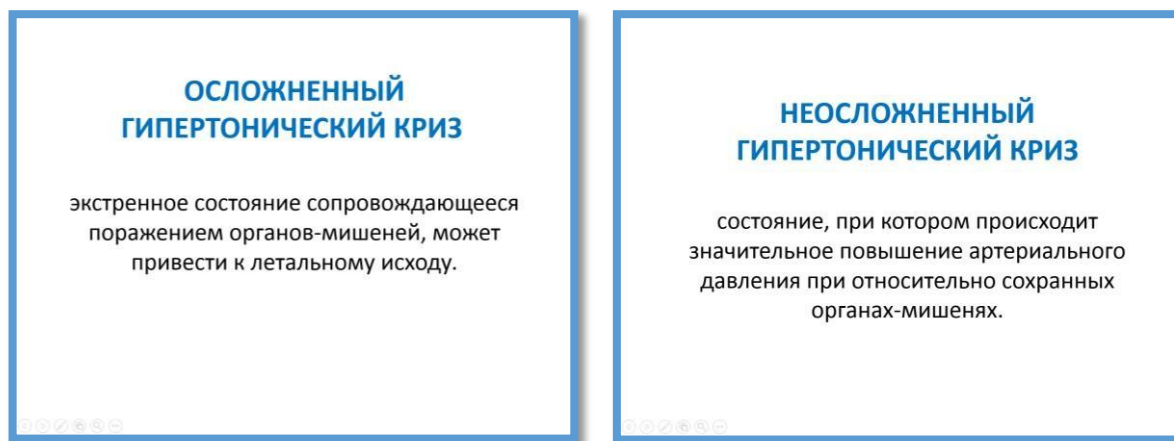 ОСЛОЖНЕННЫЙ
ГИПЕРТОНИЧЕСКИЙ КРИЗ
экстренное состояние сопровождающееся
поражением органов-мишеней, может
привести к летальному исходу.
НЕОСЛОЖНЕННЫЙ
ГИПЕРТОНИЧЕСКИЙ КРИЗ
состояние, при котором происходит
значительное повышение артериального
давления при относительно сохранных
органах-мишенях.